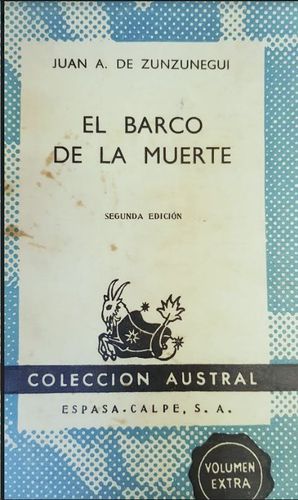 JUAN A. DE ZUNZUNEGUI
EL BARCO
DE LA MUERTE
SEGUNDA EDICIÓN
COLECCION AUSTRAL
ESPASA-CALPE, S. A.
VOLUMEN
EXTRA